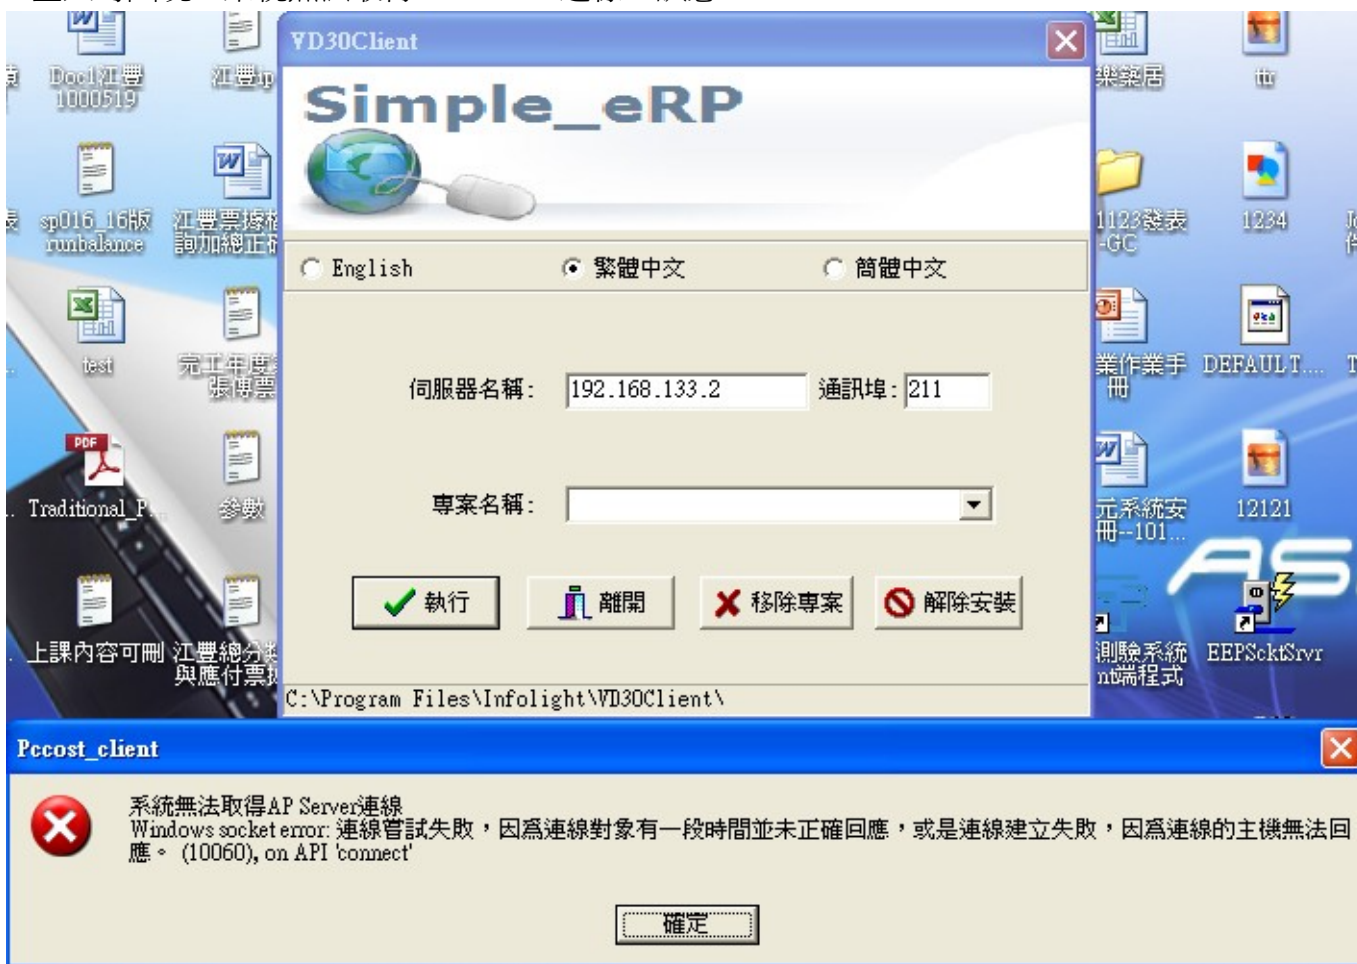 Doc1江豐
1000519
江豐ip
VD30Client
Simple_eRP
樂築居
ttr
sp016_16版
runbalance
江豐票據
詢加總正
1123發表
-GC
1234
English
繁體中文
簡體中文
test
完工年度
張傳票
伺服器名稱:
192.168.133.2
通訊埠:
211
業作業手
冊
DEFAULT....
專案名稱:
Traditional_P...
參數
元系統安
冊--101...
12121
執行
離開
移除專案
解除安裝
上課內容可刪
江豐總分類
與應付票據
測驗系統
nt端程式
EEPScktSrvr
C:\Program Files\Infolight\VD30Client\
Pccost_client
系統無法取得AP Server連線
Windows socket error: 連線嘗試失敗,因為連線對象有一段時間並未正確回應,或是連線建立失敗,因為連線的主機無法回
應。 (10060), on API 'connect'
確定